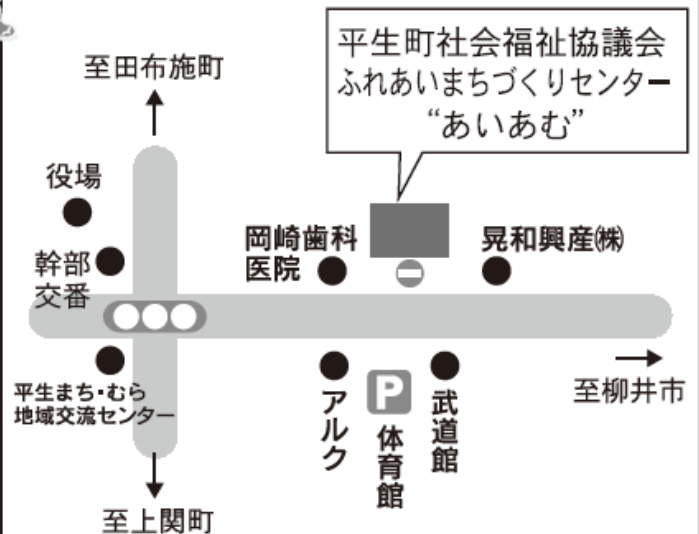 平生町社会福祉協議会
ふれあいまちづくりセンター
“あいあむ”
至田布施町
役場
幹部
交番
岡崎歯科
医院
晃和興産㈱
平生まち・むら
地域交流センター
アルク
P
体育館
武道館
至柳井市
至上関町